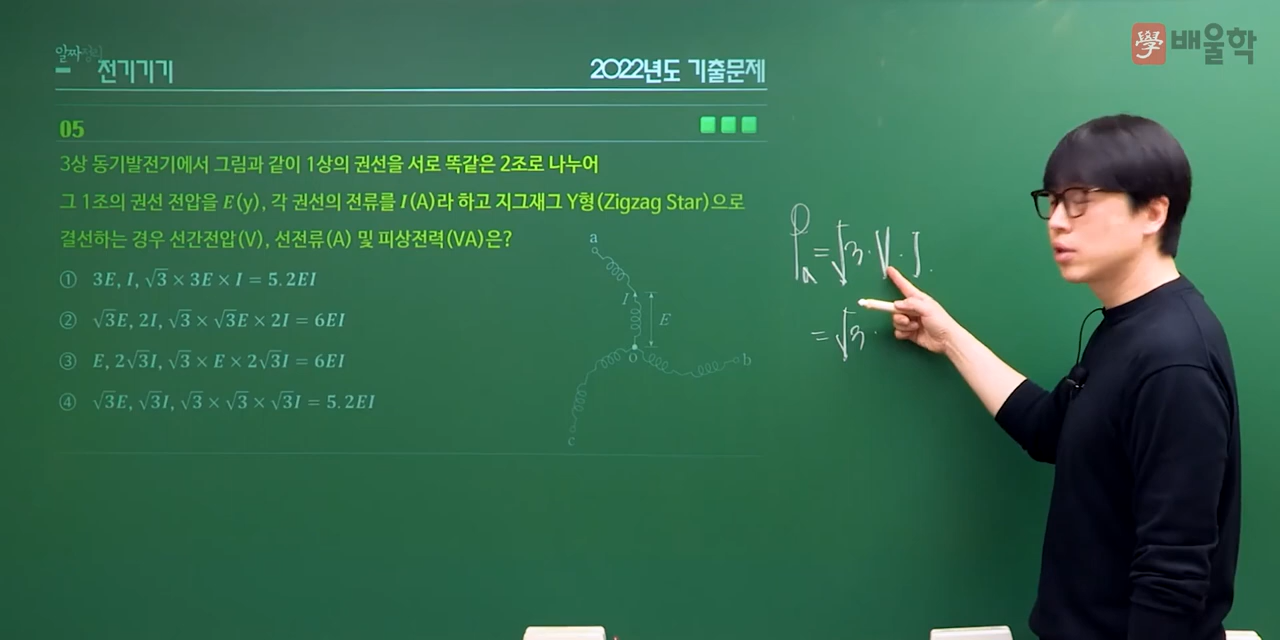 學 배울학
알짜정리 전기기기
2022년도 기출문제
05
3상 동기발전기에서 그림과 같이 1상의 권선을 서로 똑같은 2조로 나누어
그 1조의 권선 전압을 E(y), 각 권선의 전류를 I(A)라 하고 지그재그 Y형(Zigzag Star)으로
결선하는 경우 선간전압(V), 선전류(A) 및 피상전력(VA)은?
① 3E, I, √3 × 3E × I = 5.2EI
② √3E, 2I, √3 × √3E × 2I = 6EI
③ E, 2√3I, √3 × E × 2√3I = 6EI
④ √3E, √3I, √3 × √3 × √3I = 5.2EI
a
I
E
o
b
c
Pa = √3 · V · I
= √3 ·